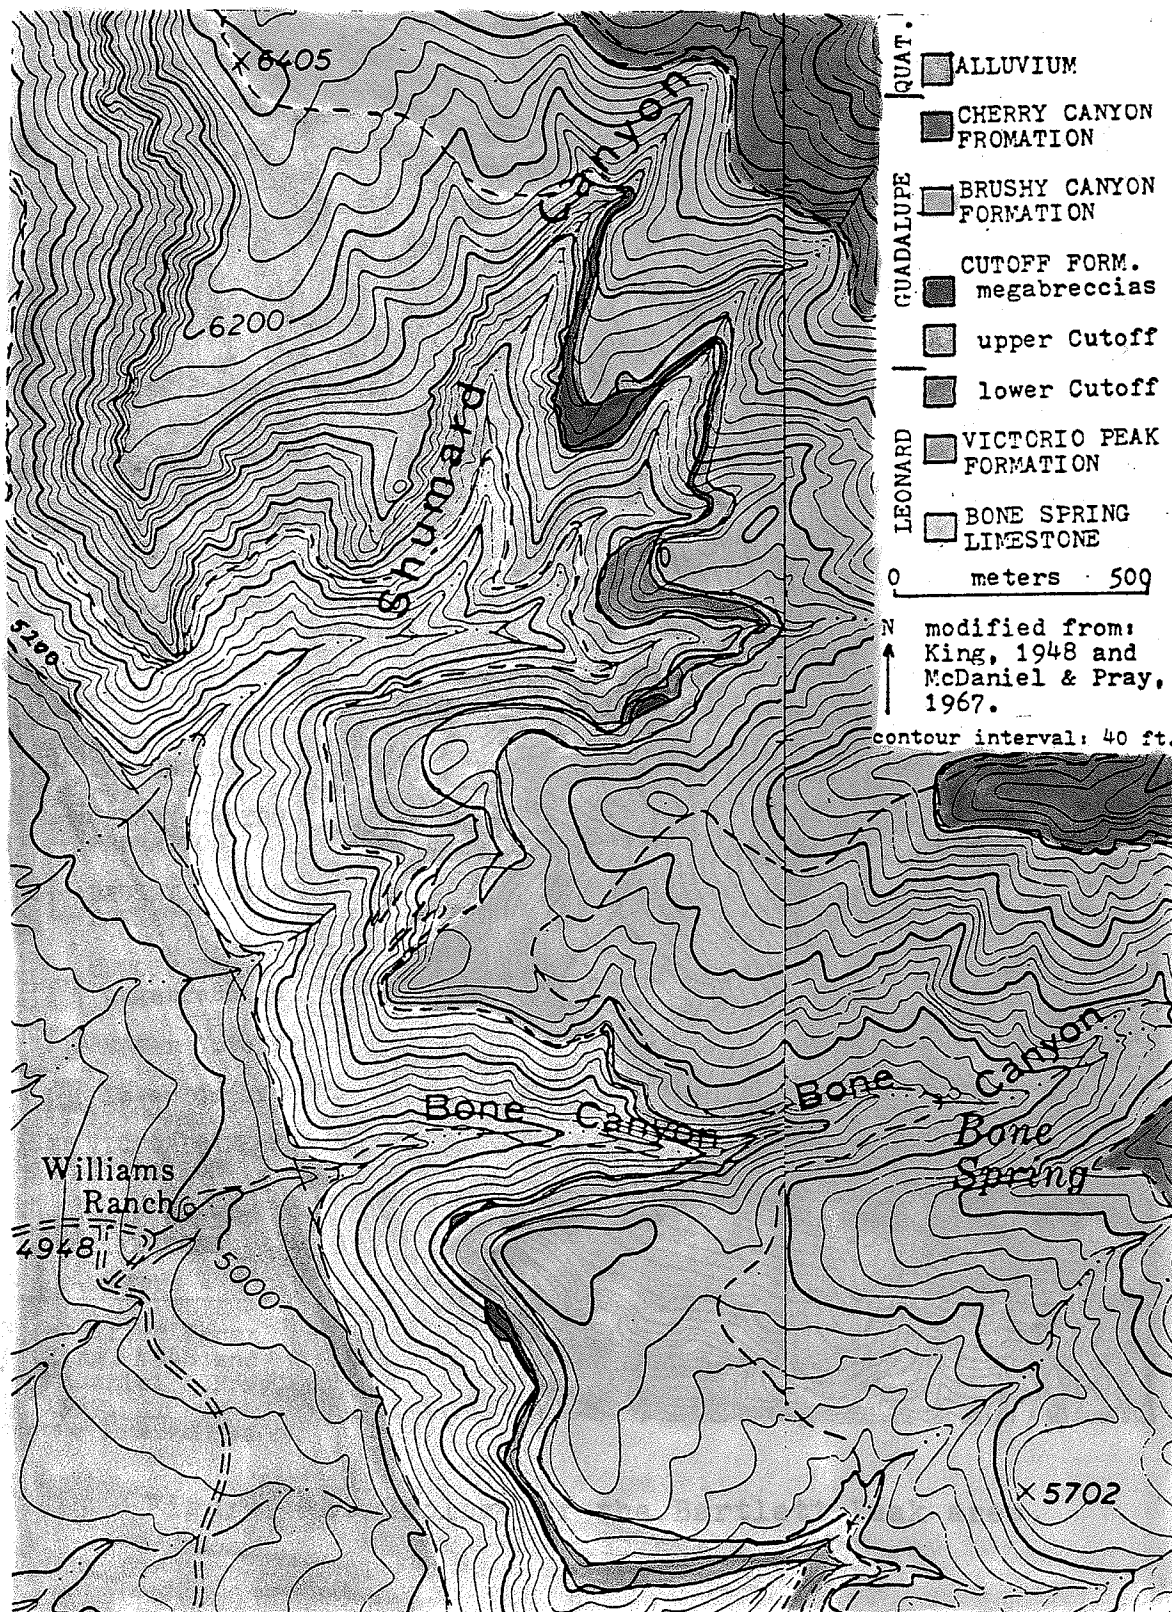 6405
Canyon
6200
Shumard
5200
Bone Canyon
Bone Canyon
Bone
Spring
Williams
Ranch
4948
5000
5702
QUAT.
ALLUVIUM
CHERRY CANYON
FROMATION
GUADALUPE
BRUSHY CANYON
FORMATION
CUTOFF FORM.
megabreccias
upper Cutoff
lower Cutoff
LEONARD
VICTORIO PEAK
FORMATION
BONE SPRING
LIMESTONE
0 meters 500
N
modified from:
King, 1948 and
McDaniel & Pray,
1967.
contour interval: 40 ft.